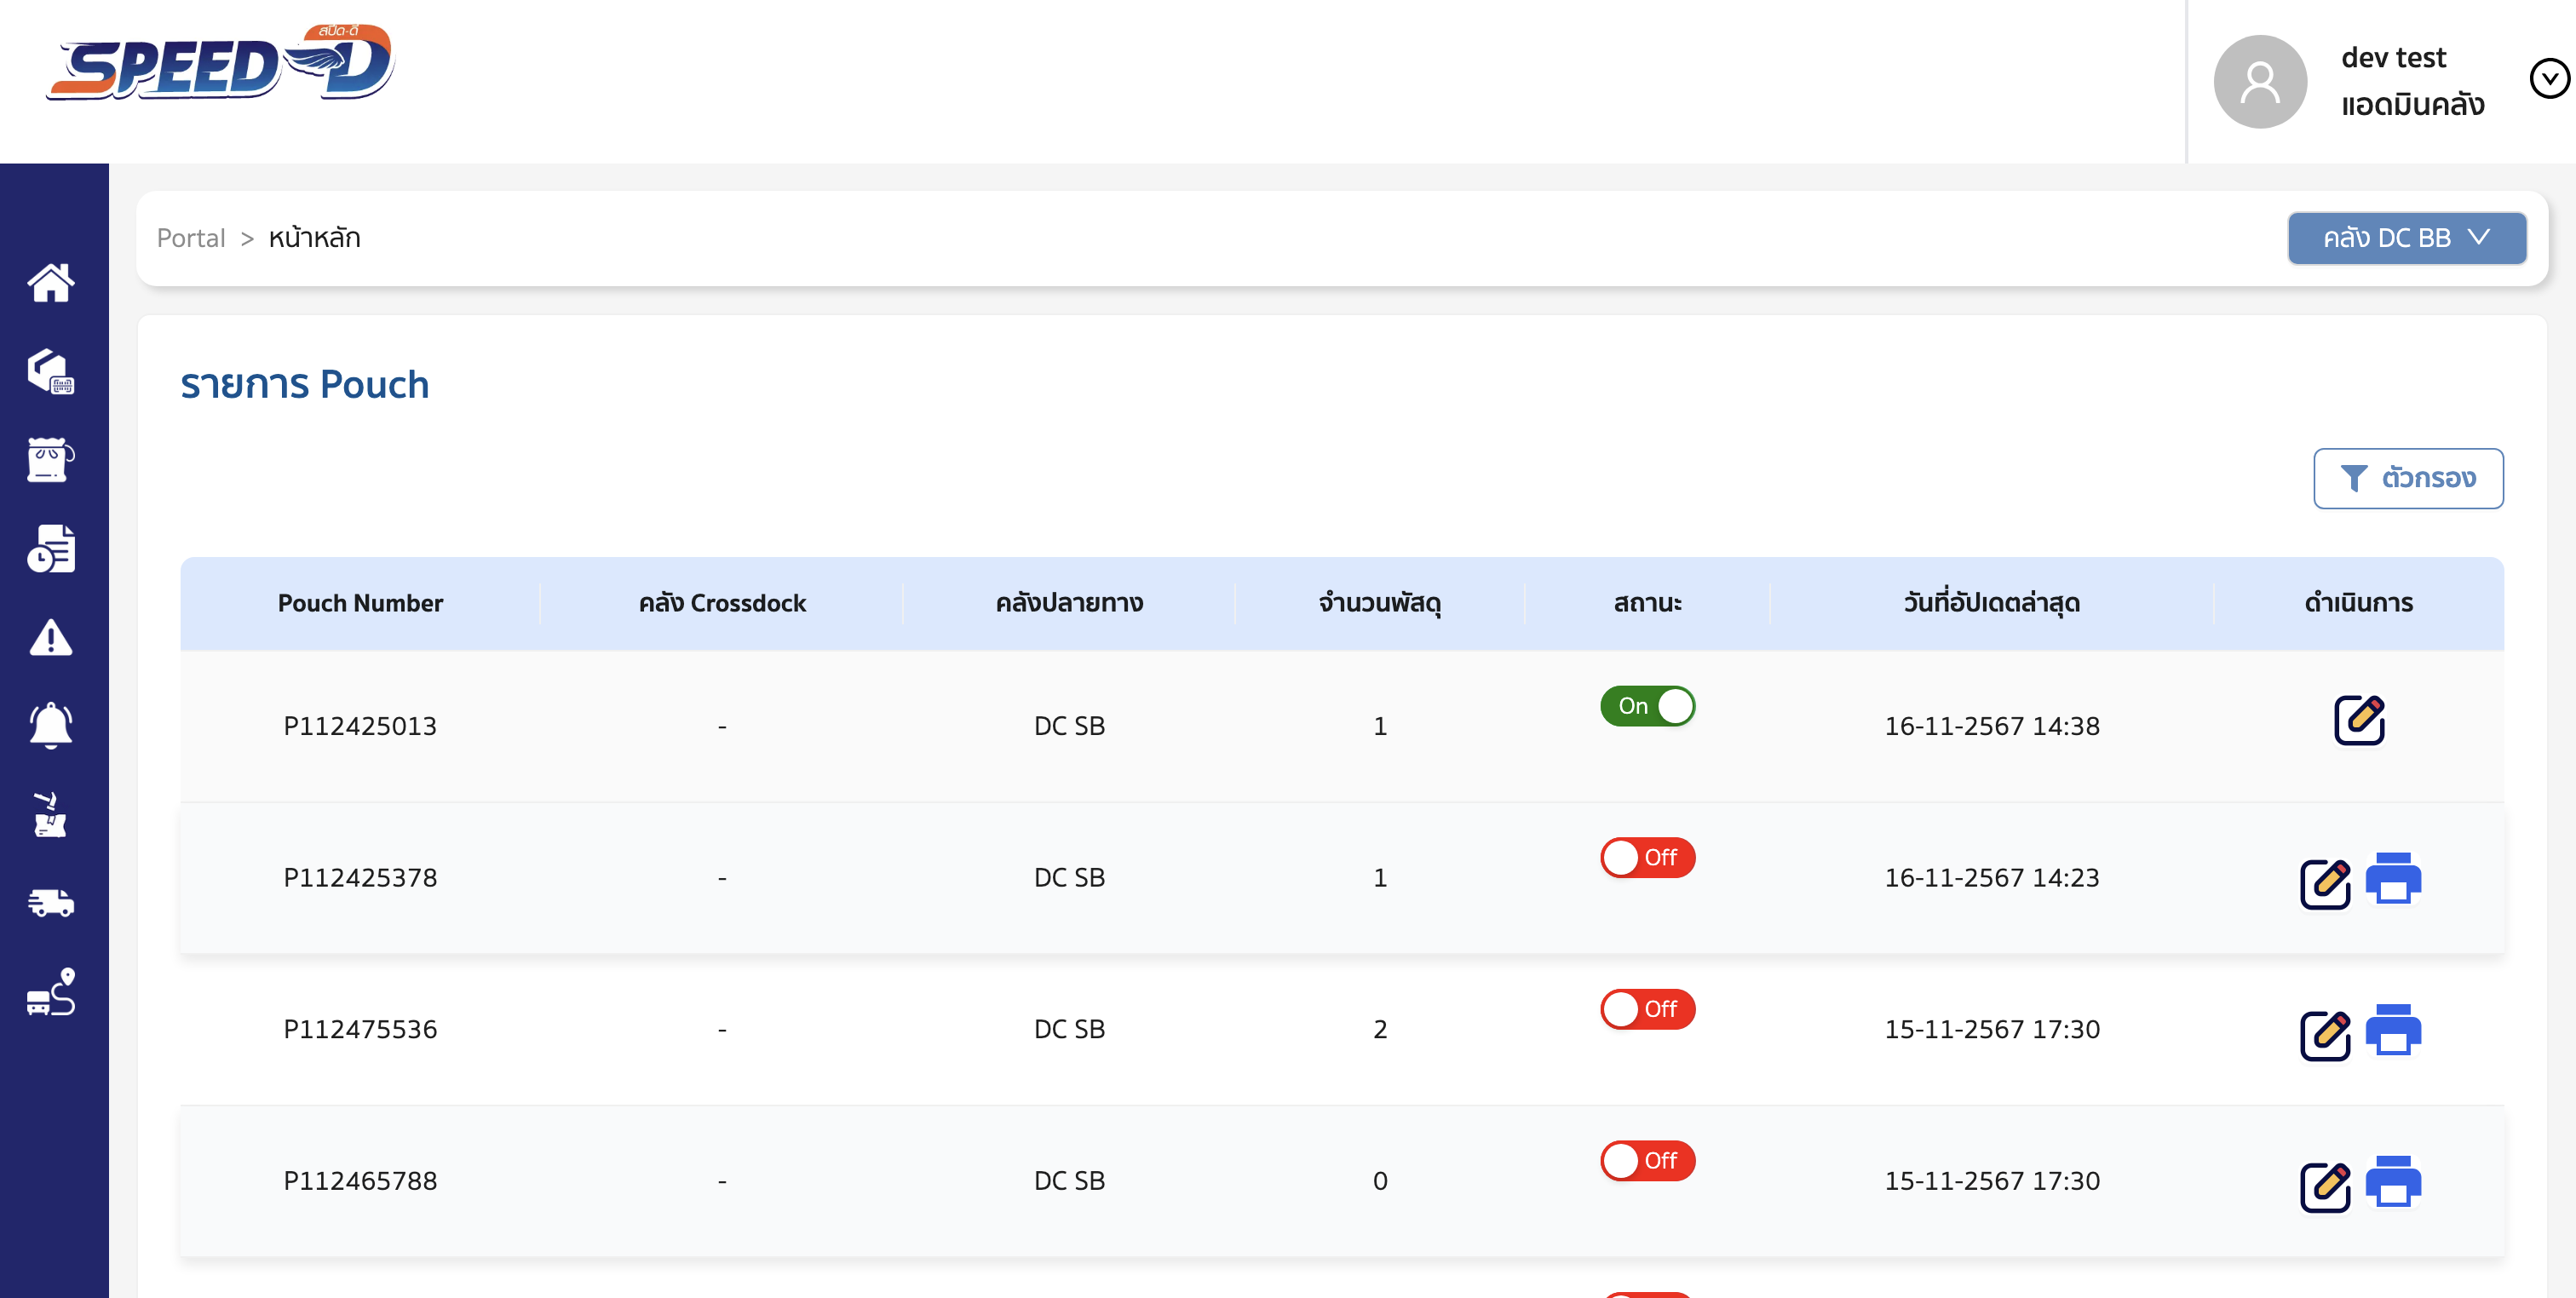 สปีด-ดี
SPEED-D
dev test
แอดมินคลัง
Portal > หน้าหลัก
คลัง DC BB
รายการ Pouch
ตัวกรอง
Pouch Number คลัง Crossdock คลังปลายทาง จำนวนพัสดุ สถานะ วันที่อัปเดตล่าสุด ดำเนินการ
P112425013 - DC SB 1 On 16-11-2567 14:38
P112425378 - DC SB 1 Off 16-11-2567 14:23
P112475536 - DC SB 2 Off 15-11-2567 17:30
P112465788 - DC SB 0 Off 15-11-2567 17:30